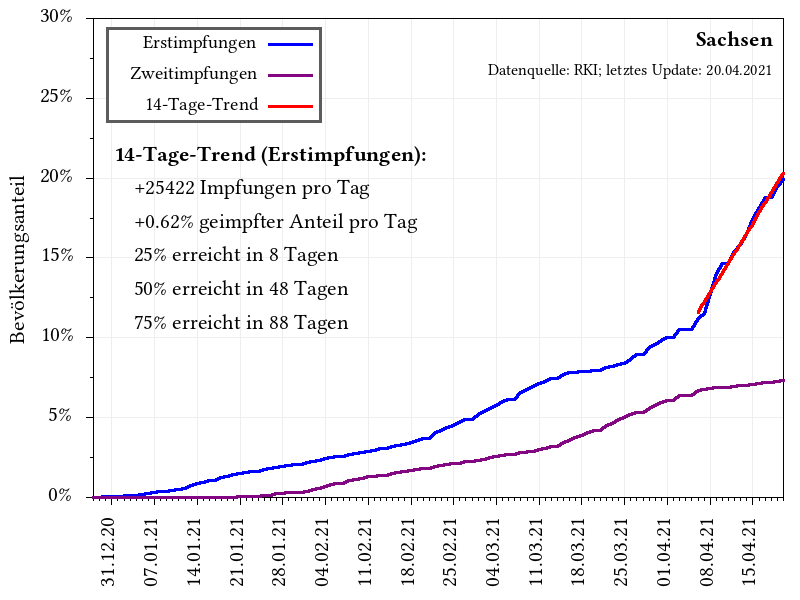 30%
25%
20%
15%
10%
5%
0%
Bevölkerungsanteil
Erstimpfungen
Zweitimpfungen
14-Tage-Trend
Sachsen
Datenquelle: RKI; letztes Update: 20.04.2021
14-Tage-Trend (Erstimpfungen):
+25422 Impfungen pro Tag
+0.62% geimpfter Anteil pro Tag
25% erreicht in 8 Tagen
50% erreicht in 48 Tagen
75% erreicht in 88 Tagen
31.12.20
07.01.21
14.01.21
21.01.21
28.01.21
04.02.21
11.02.21
18.02.21
25.02.21
04.03.21
11.03.21
18.03.21
25.03.21
01.04.21
08.04.21
15.04.21